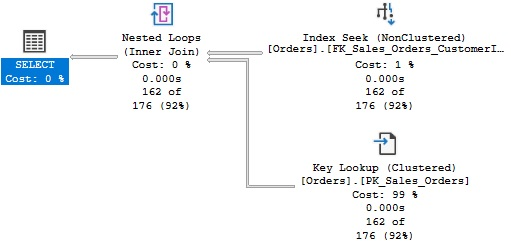 SELECT
Cost: 0 %
Nested Loops
(Inner Join)
Cost: 0 %
0.000s
162 of
176 (92%)
Index Seek (NonClustered)
[Orders].[FK_Sales_Orders_CustomerI…
Cost: 1 %
0.000s
162 of
176 (92%)
Key Lookup (Clustered)
[Orders].[PK_Sales_Orders]
Cost: 99 %
0.000s
162 of
176 (92%)